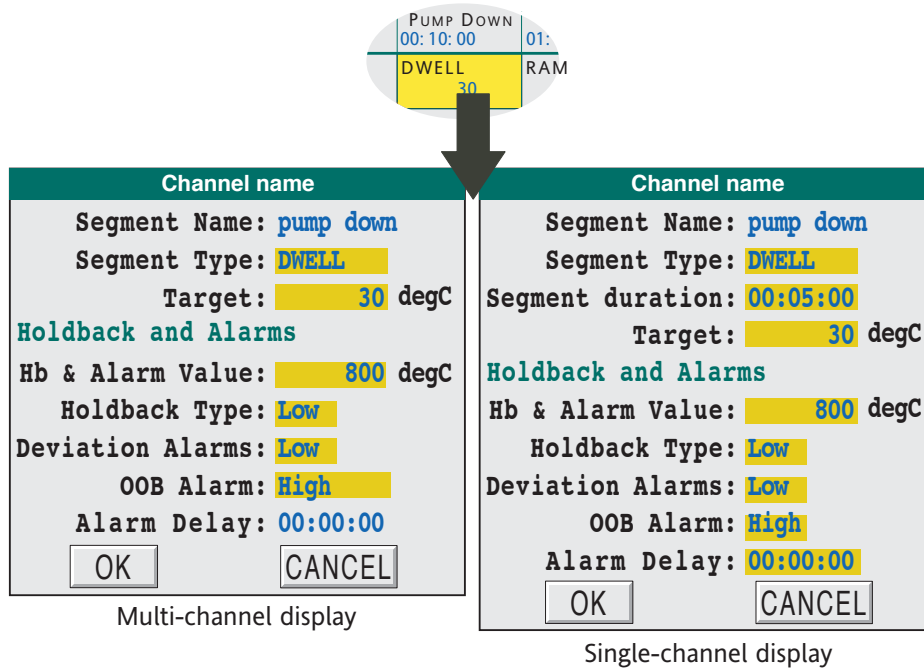 PUMP DOWN
00: 10: 00 01:
DWELL RAM
30
Channel name
Segment Name: pump down
Segment Type: DWELL
Target: 30 degC
Holdback and Alarms
Hb & Alarm Value: 800 degC
Holdback Type: Low
Deviation Alarms: Low
OOB Alarm: High
Alarm Delay: 00:00:00
OK CANCEL
Multi-channel display
Channel name
Segment Name: pump down
Segment Type: DWELL
Segment duration: 00:05:00
Target: 30 degC
Holdback and Alarms
Hb & Alarm Value: 800 degC
Holdback Type: Low
Deviation Alarms: Low
OOB Alarm: High
Alarm Delay: 00:00:00
OK CANCEL
Single-channel display